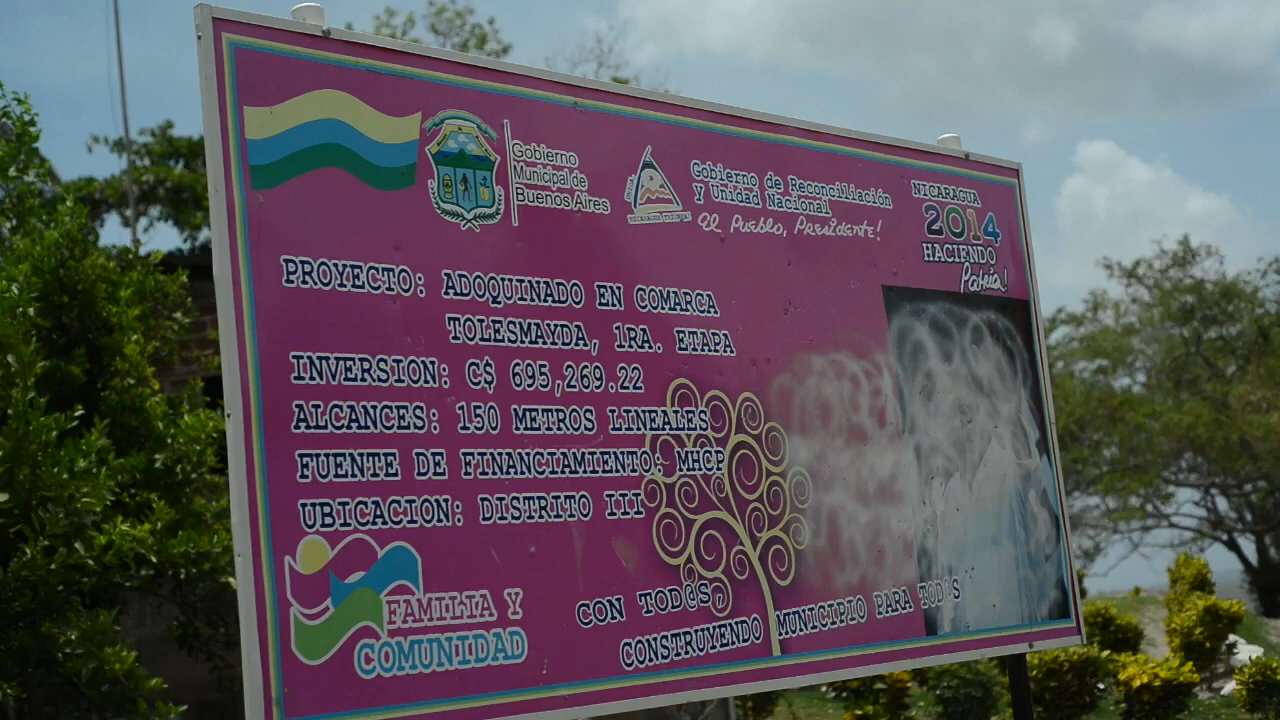 Gobierno
Municipal de
Buenos Aires
Gobierno de Reconciliación
y Unidad Nacional
El Pueblo, Presidente!
NICARAGUA
2014
HACIENDO
Patria!
PROYECTO: ADOQUINADO EN COMARCA
TOLESMAYDA, 1RA. ETAPA
INVERSION: C$ 695,269.22
ALCANCES: 150 METROS LINEALES
FUENTE DE FINANCIAMIENTO: MHCP
UBICACION: DISTRITO III
FAMILIA Y
COMUNIDAD
CON TOD@S,
CONSTRUYENDO MUNICIPIO PARA TOD@S